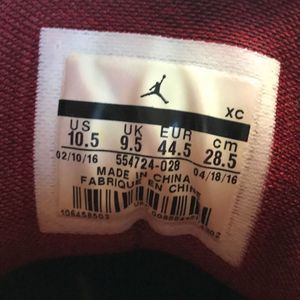 XC
US UK EUR cm
10.5 9.5 44.5 28.5
02/10/16 554724-028 04/18/16
MADE IN CHINA
FABRIQUE EN CHINE